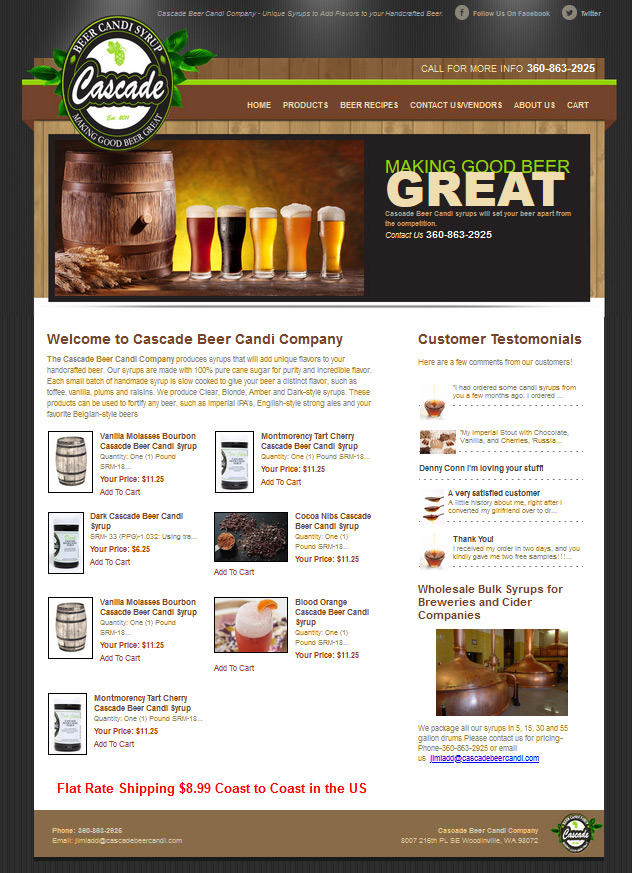 Cascade Beer Candi Company - Unique Syrups to Add Flavors to your Handcrafted Beer.
Follow Us On Facebook
Twitter
BEER CANDI SYRUP
Cascade
Est. 2011
MAKING GOOD BEER GREAT
CALL FOR MORE INFO 360-863-2925
HOME PRODUCTS BEER RECIPES CONTACT US/VENDORS ABOUT US CART
MAKING GOOD BEER
GREAT
Cascade Beer Candi syrups will set your beer apart from
the competition.
Contact Us 360-863-2925
Welcome to Cascade Beer Candi Company
The Cascade Beer Candi Company produces syrups that will add unique flavors to your
handcrafted beer. Our syrups are made with 100% pure cane sugar for purity and incredible flavor.
Each small batch of handmade syrup is slow cooked to give your beer a distinct flavor, such as
toffee, vanilla, plums and raisins. We produce Clear, Blonde, Amber and Dark-style syrups. These
products can be used to fortify any beer, such as Imperial IPA's, English-style strong ales and your
favorite Belgian-style beers
Vanilla Molasses Bourbon
Casacde Beer Candi Syrup
Quantity: One (1) Pound
SRM-18...
Your Price: $11.25
Add To Cart
Montmorency Tart Cherry
Cascade Beer Candi Syrup
Quantity: One (1) Pound SRM-18...
Your Price: $11.25
Add To Cart
Dark Cascade Beer Candi
Syrup
SRM- 33 (PPG)-1.032: Using tra...
Your Price: $6.25
Add To Cart
Cocoa Nibs Cascade
Beer Candi Syrup
Quantity: One (1)
Pound SRM-18...
Your Price: $11.25
Add To Cart
Vanilla Molasses Bourbon
Casacde Beer Candi Syrup
Quantity: One (1) Pound
SRM-18...
Your Price: $11.25
Add To Cart
Blood Orange
Cascade Beer Candi
Syrup
Quantity: One (1)
Pound SRM-18...
Your Price: $11.25
Add To Cart
Montmorency Tart Cherry
Cascade Beer Candi Syrup
Quantity: One (1) Pound SRM-18...
Your Price: $11.25
Add To Cart
Flat Rate Shipping $8.99 Coast to Coast in the US
Customer Testomonials
Here are a few comments from our customers!
"I had ordered some candi syrups from
you a few months ago. I ordered ...
"My Imperial Stout with Chocolate,
Vanilla, and Cherries, 'Russia...
Denny Conn I'm loving your stuff!
A very satisfied customer
A little history about me, right after I
converted my girlfriend over to dr...
Thank You!
I received my order in two days, and you
kindly gave me two free samples!!!...
Wholesale Bulk Syrups for
Breweries and Cider
Companies
We package all our syrups in 5, 15, 30 and 55
gallon drums.Please contact us for pricing-
Phone-360-863-2925 or email
us jimladd@cascadebeercandi.com
Phone: 360-863-2925
Email: jimladd@cascadebeercandi.com
Cascade Beer Candi Company
8007 216th PL SE Woodinville, WA 98072
Cascade